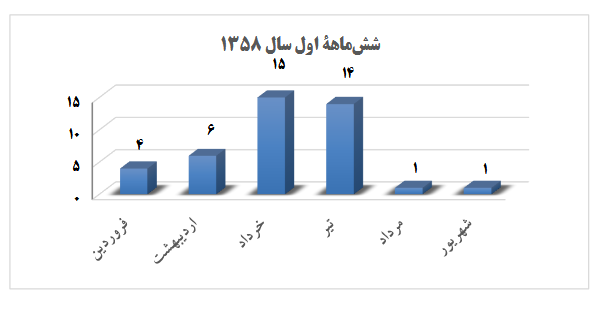 شش‌ماههٔ اول سال ۱۳۵۸
۱۵
۱۰
۵
۰
۴
۶
۱۵
۱۴
۱
۱
فروردین
اردیبهشت
خرداد
تیر
مرداد
شهریور